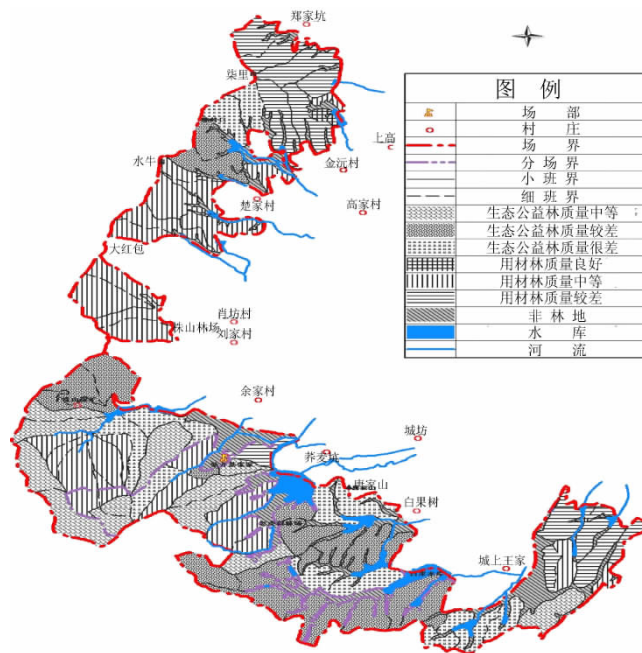 郑家坑
柒里
水牛
上高
金沅村
楚家村
高家村
大红包
肖坊村
珠山林场
刘家村
余家村
城坊
荞麦坑
唐家山
白果树
城上王家
图 例
场 部
村 庄
场 界
分 场 界
小 班 界
细 班 界
生态公益林质量中等
生态公益林质量较差
生态公益林质量很差
用材林质量良好
用材林质量中等
用材林质量较差
非 林 地
水 库
河 流